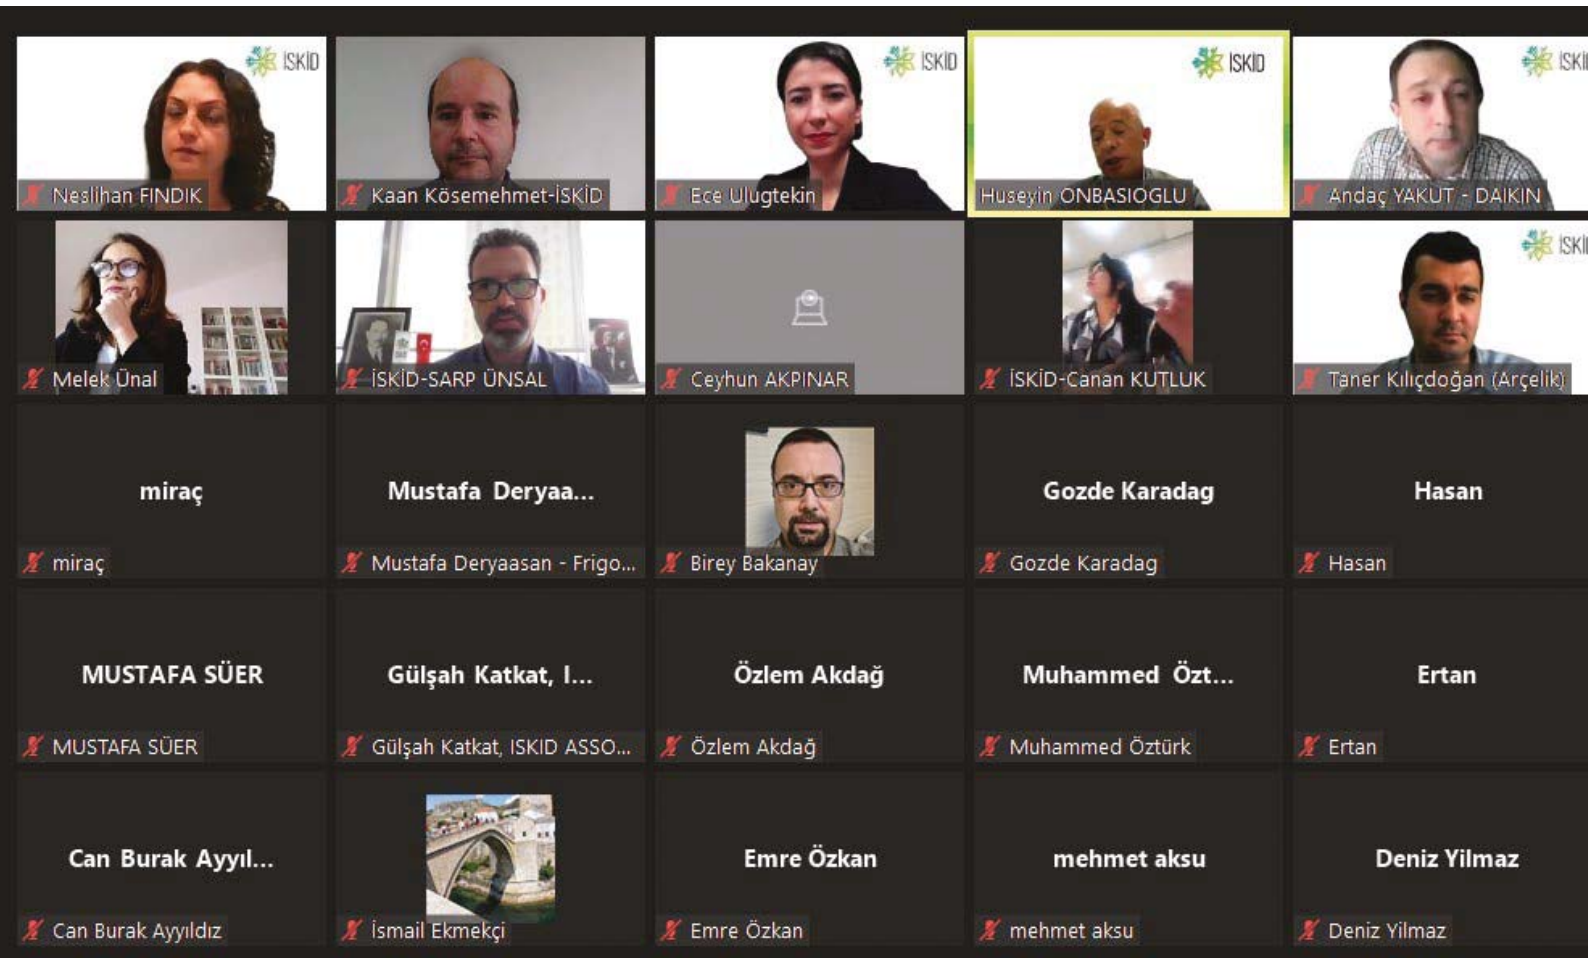 İSKİD
Neslihan FINDIK
Kaan Kösemehmet-İSKİD
İSKİD
Ece Ulugtekin
İSKİD
Huseyin ONBASIOGLU
İSKİD
Andaç YAKUT - DAIKIN
Melek Ünal
İSKİD-SARP ÜNSAL
Ceyhun AKPINAR
İSKİD-Canan KUTLUK
İSKİD
Taner Kılıçdoğan (Arçelik)
miraç
miraç
Mustafa Deryaa...
Mustafa Deryaasan - Frigo...
Birey Bakanay
Gozde Karadag
Gozde Karadag
Hasan
Hasan
MUSTAFA SÜER
MUSTAFA SÜER
Gülşah Katkat, I...
Gülşah Katkat, ISKID ASSO...
Özlem Akdağ
Özlem Akdağ
Muhammed Özt...
Muhammed Öztürk
Ertan
Ertan
Can Burak Ayyıl...
Can Burak Ayyıldız
İsmail Ekmekçi
Emre Özkan
Emre Özkan
mehmet aksu
mehmet aksu
Deniz Yilmaz
Deniz Yilmaz